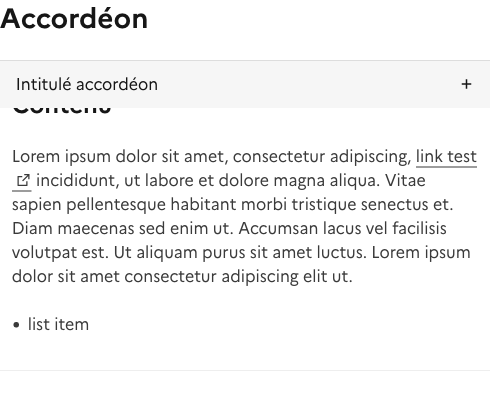 Accordéon
Intitulé accordéon
Contenu
Lorem ipsum dolor sit amet, consectetur adipiscing, link test
incididunt, ut labore et dolore magna aliqua. Vitae
sapien pellentesque habitant morbi tristique senectus et.
Diam maecenas sed enim ut. Accumsan lacus vel facilisis
volutpat est. Ut aliquam purus sit amet luctus. Lorem ipsum
dolor sit amet consectetur adipiscing elit ut.
• list item